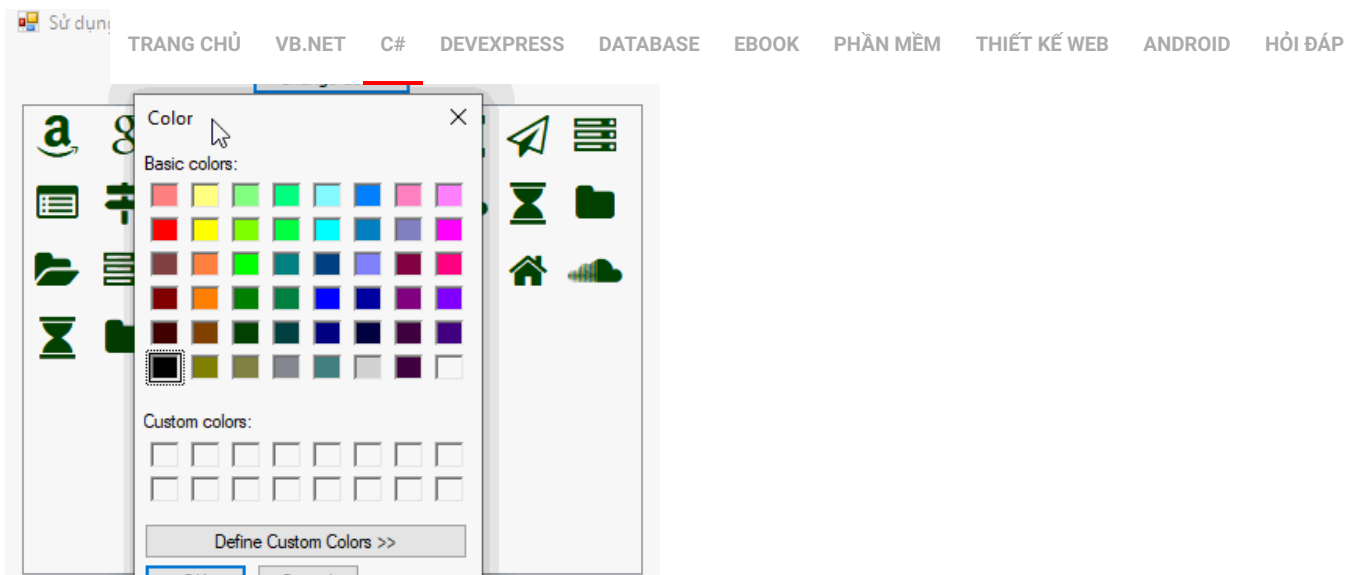 Sử dụng
TRANG CHỦ VB.NET C# DEVEXPRESS DATABASE EBOOK PHẦN MỀM THIẾT KẾ WEB ANDROID HỎI ĐÁP
Color
Basic colors:
Custom colors:
Define Custom Colors >>